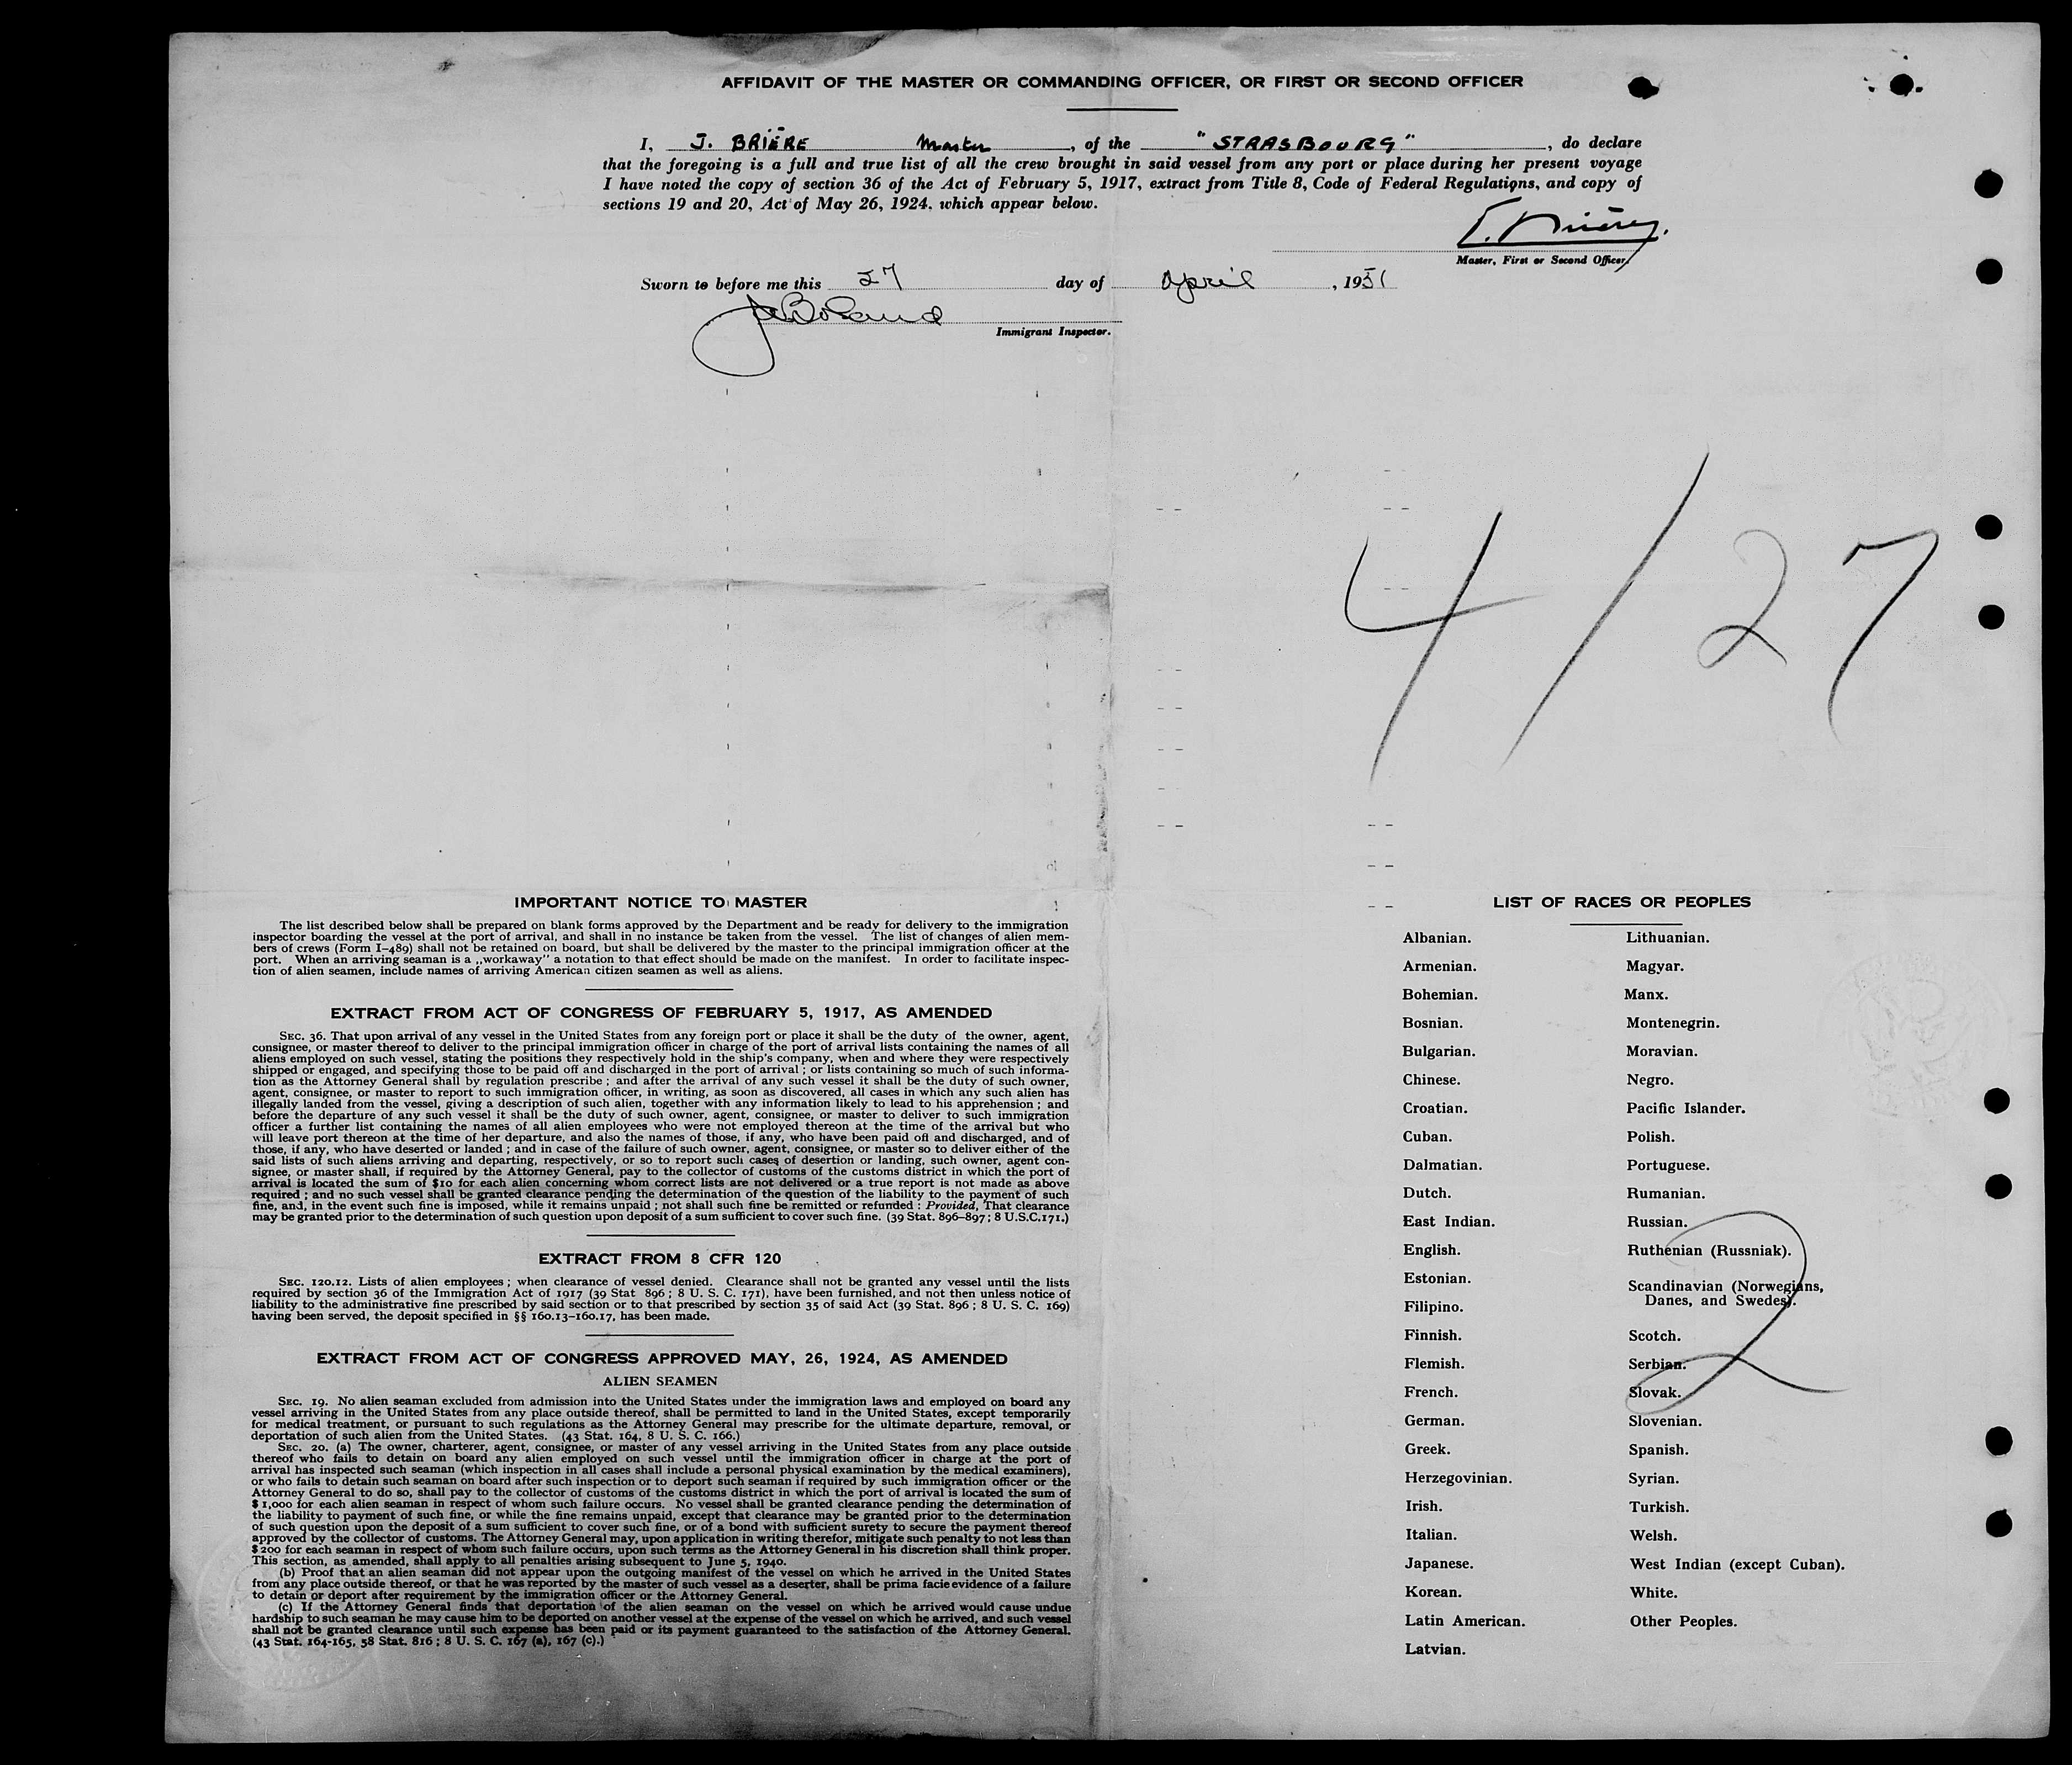 AFFIDAVIT OF THE MASTER OR COMMANDING OFFICER, OR FIRST OR SECOND OFFICER
I, J. BRIÈRE Master, of the "STRASBOURG", do declare
that the foregoing is a full and true list of all the crew brought in said vessel from any port or place during her present voyage
I have noted the copy of section 36 of the Act of February 5, 1917, extract from Title 8, Code of Federal Regulations, and copy of
sections 19 and 20, Act of May 26, 1924. which appear below.
Master, First or Second Officer.
Sworn to before me this 27 day of April, 1951
Immigrant Inspector.
4/27
IMPORTANT NOTICE TO MASTER
The list described below shall be prepared on blank forms approved by the Department and be ready for delivery to the immigration
inspector boarding the vessel at the port of arrival, and shall in no instance be taken from the vessel. The list of changes of alien mem-
bers of crews (Form I-489) shall not be retained on board, but shall be delivered by the master to the principal immigration officer at the
port. When an arriving seaman is a ,,workaway" a notation to that effect should be made on the manifest. In order to facilitate inspec-
tion of alien seamen, include names of arriving American citizen seamen as well as aliens.
EXTRACT FROM ACT OF CONGRESS OF FEBRUARY 5, 1917, AS AMENDED
SEC. 36. That upon arrival of any vessel in the United States from any foreign port or place it shall be the duty of the owner, agent,
consignee, or master thereof to deliver to the principal immigration officer in charge of the port of arrival lists containing the names of all
aliens employed on such vessel, stating the positions they respectively hold in the ship's company, when and where they were respectively
shipped or engaged, and specifying those to be paid off and discharged in the port of arrival ; or lists containing so much of such informa-
tion as the Attorney General shall by regulation prescribe ; and after the arrival of any such vessel it shall be the duty of such owner,
agent, consignee, or master to report to such immigration officer, in writing, as soon as discovered, all cases in which any such alien has
illegally landed from the vessel, giving a description of such alien, together with any information likely to lead to his apprehension ; and
before the departure of any such vessel it shall be the duty of such owner, agent, consignee, or master to deliver to such immigration
officer a further list containing the names of all alien employees who were not employed thereon at the time of the arrival but who
will leave port thereon at the time of her departure, and also the names of those, if any, who have been paid off and discharged, and of
those, if any, who have deserted or landed ; and in case of the failure of such owner, agent, consignee, or master so to deliver either of the
said lists of such aliens arriving and departing, respectively, or so to report such cases of desertion or landing, such owner, agent con-
signee, or master shall, if required by the Attorney General, pay to the collector of customs of the customs district in which the port of
arrival is located the sum of $10 for each alien concerning whom correct lists are not delivered or a true report is not made as above
required ; and no such vessel shall be granted clearance pending the determination of the question of the liability to the payment of such
fine, and, in the event such fine is imposed, while it remains unpaid ; not shall such fine be remitted or refunded : Provided, That clearance
may be granted prior to the determination of such question upon deposit of a sum sufficient to cover such fine. (39 Stat. 896-897 ; 8 U.S.C.171.)
EXTRACT FROM 8 CFR 120
SEC. 120.12. Lists of alien employees ; when clearance of vessel denied. Clearance shall not be granted any vessel until the lists
required by section 36 of the Immigration Act of 1917 (39 Stat 896 ; 8 U. S. C. 171), have been furnished, and not then unless notice of
liability to the administrative fine prescribed by said section or to that prescribed by section 35 of said Act (39 Stat. 896 ; 8 U. S. C. 169)
having been served, the deposit specified in §§ 160.13-160.17, has been made.
EXTRACT FROM ACT OF CONGRESS APPROVED MAY, 26, 1924, AS AMENDED
ALIEN SEAMEN
SEC. 19. No alien seaman excluded from admission into the United States under the immigration laws and employed on board any
vessel arriving in the United States from any place outside thereof, shall be permitted to land in the United States, except temporarily
for medical treatment, or pursuant to such regulations as the Attorney General may prescribe for the ultimate departure, removal, or
deportation of such alien from the United States. (43 Stat. 164, 8 U. S. C. 166.)
SEC. 20. (a) The owner, charterer, agent, consignee, or master of any vessel arriving in the United States from any place outside
thereof who fails to detain on board any alien employed on such vessel until the immigration officer in charge at the port of
arrival has inspected such seaman (which inspection in all cases shall include a personal physical examination by the medical examiners),
or who fails to detain such seaman on board after such inspection or to deport such seaman if required by such immigration officer or the
Attorney General to do so, shall pay to the collector of customs of the customs district in which the port of arrival is located the sum of
$1,000 for each alien seaman in respect of whom such failure occurs. No vessel shall be granted clearance pending the determination of
the liability to payment of such fine, or while the fine remains unpaid, except that clearance may be granted prior to the determination
of such question upon the deposit of a sum sufficient to cover such fine, or of a bond with sufficient surety to secure the payment thereof
approved by the collector of customs. The Attorney General may, upon application in writing therefor, mitigate such penalty to not less than
$200 for each seaman in respect of whom such failure occurs, upon such terms as the Attorney General in his discretion shall think proper.
This section, as amended, shall apply to all penalties arising subsequent to June 5, 1940.
(b) Proof that an alien seaman did not appear upon the outgoing manifest of the vessel on which he arrived in the United States
from any place outside thereof, or that he was reported by the master of such vessel as a deserter, shall be prima facie evidence of a failure
to detain or deport after requirement by the immigration officer or the Attorney General.
(c) If the Attorney General finds that deportation of the alien seaman on the vessel on which he arrived would cause undue
hardship to such seaman he may cause him to be deported on another vessel at the expense of the vessel on which he arrived, and such vessel
shall not be granted clearance until such expense has been paid or its payment guaranteed to the satisfaction of the Attorney General.
(43 Stat. 164-165, 58 Stat. 816 ; 8 U. S. C. 167 (a), 167 (c).)
LIST OF RACES OR PEOPLES
Albanian.
Armenian.
Bohemian.
Bosnian.
Bulgarian.
Chinese.
Croatian.
Cuban.
Dalmatian.
Dutch.
East Indian.
English.
Estonian.
Filipino.
Finnish.
Flemish.
French.
German.
Greek.
Herzegovinian.
Irish.
Italian.
Japanese.
Korean.
Latin American.
Latvian.
Lithuanian.
Magyar.
Manx.
Montenegrin.
Moravian.
Negro.
Pacific Islander.
Polish.
Portuguese.
Rumanian.
Russian.
Ruthenian (Russniak).
Scandinavian (Norwegians,
Danes, and Swedes).
Scotch.
Serbian.
Slovak.
Slovenian.
Spanish.
Syrian.
Turkish.
Welsh.
West Indian (except Cuban).
White.
Other Peoples.
2